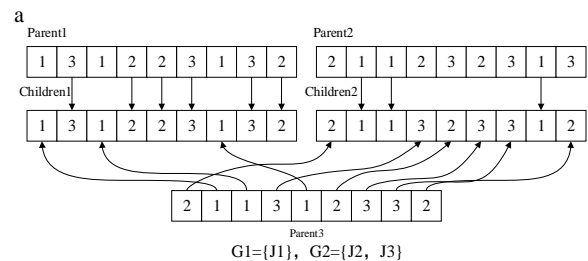 a
Parent1 Parent2
1 3 1 2 2 3 1 3 2 2 1 1 3 2 3 2 1 3
Children1 Children2
1 3 1 2 2 3 1 3 2 2 1 1 3 2 3 3 1 2
2 1 1 3 1 2 3 3 2
Parent3
G1={J1}, G2={J2, J3}